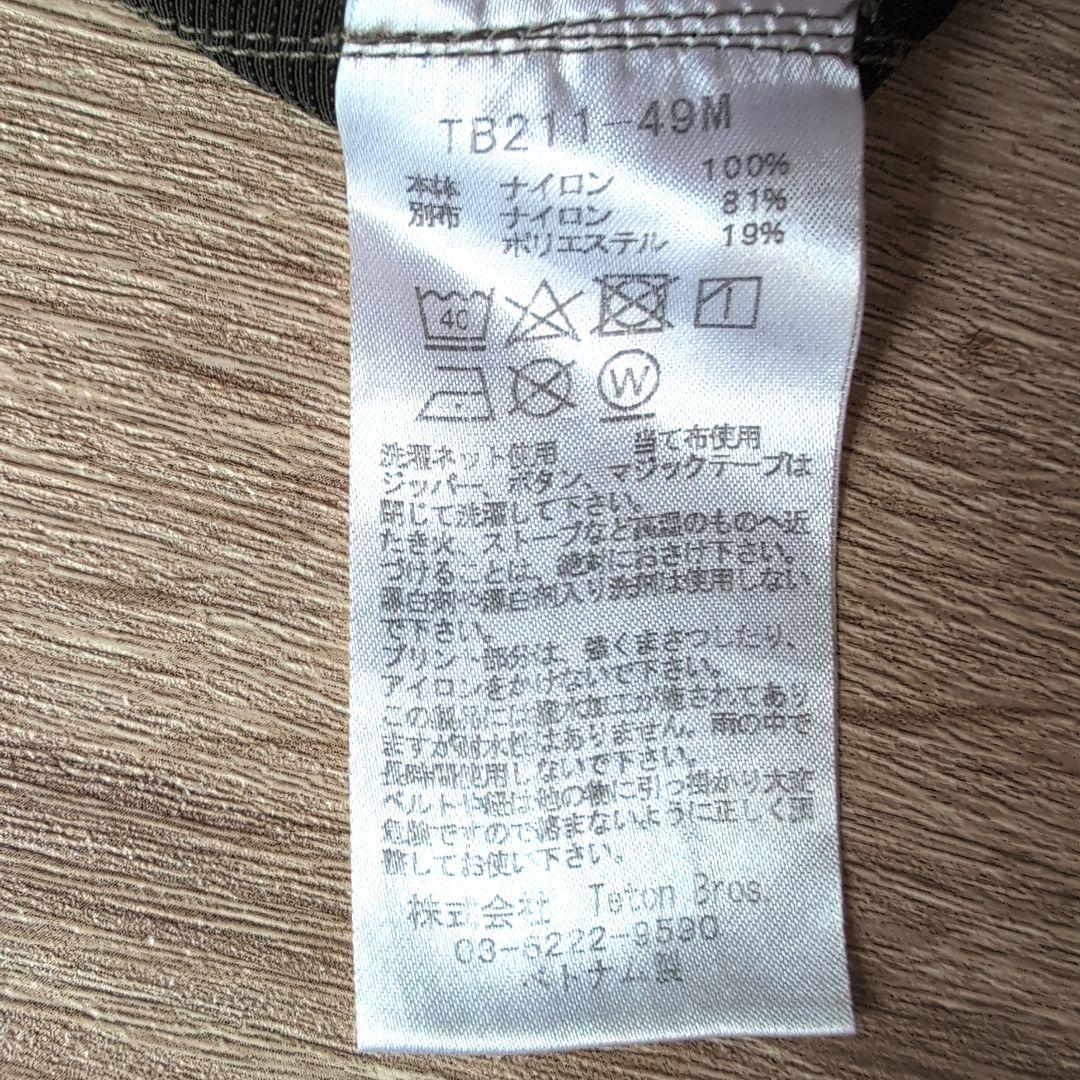 TB211-49M
本体 ナイロン 100%
別布 ナイロン 81%
ポリエステル 19%
40
W
洗濯ネット使用 当て布使用
ジッパー、ボタン、マジックテープは
閉じて洗濯して下さい。
たき火、ストーブなど高温のものへ近
づけることは、絶対におさけ下さい。
漂白剤や漂白剤入り洗剤は使用しない
で下さい。
プリント部分は、強くまさつしたり、
アイロンをかけないで下さい。
この製品には撥水加工が施されており
ますが耐水性はありません。雨の中で
長時間使用しないで下さい。
ベルトや紐は他の物に引っ掛かり大変
危険ですので絡まないように正しく調
節してお使い下さい。
株式会社 Teton Bros.
ベトナム製